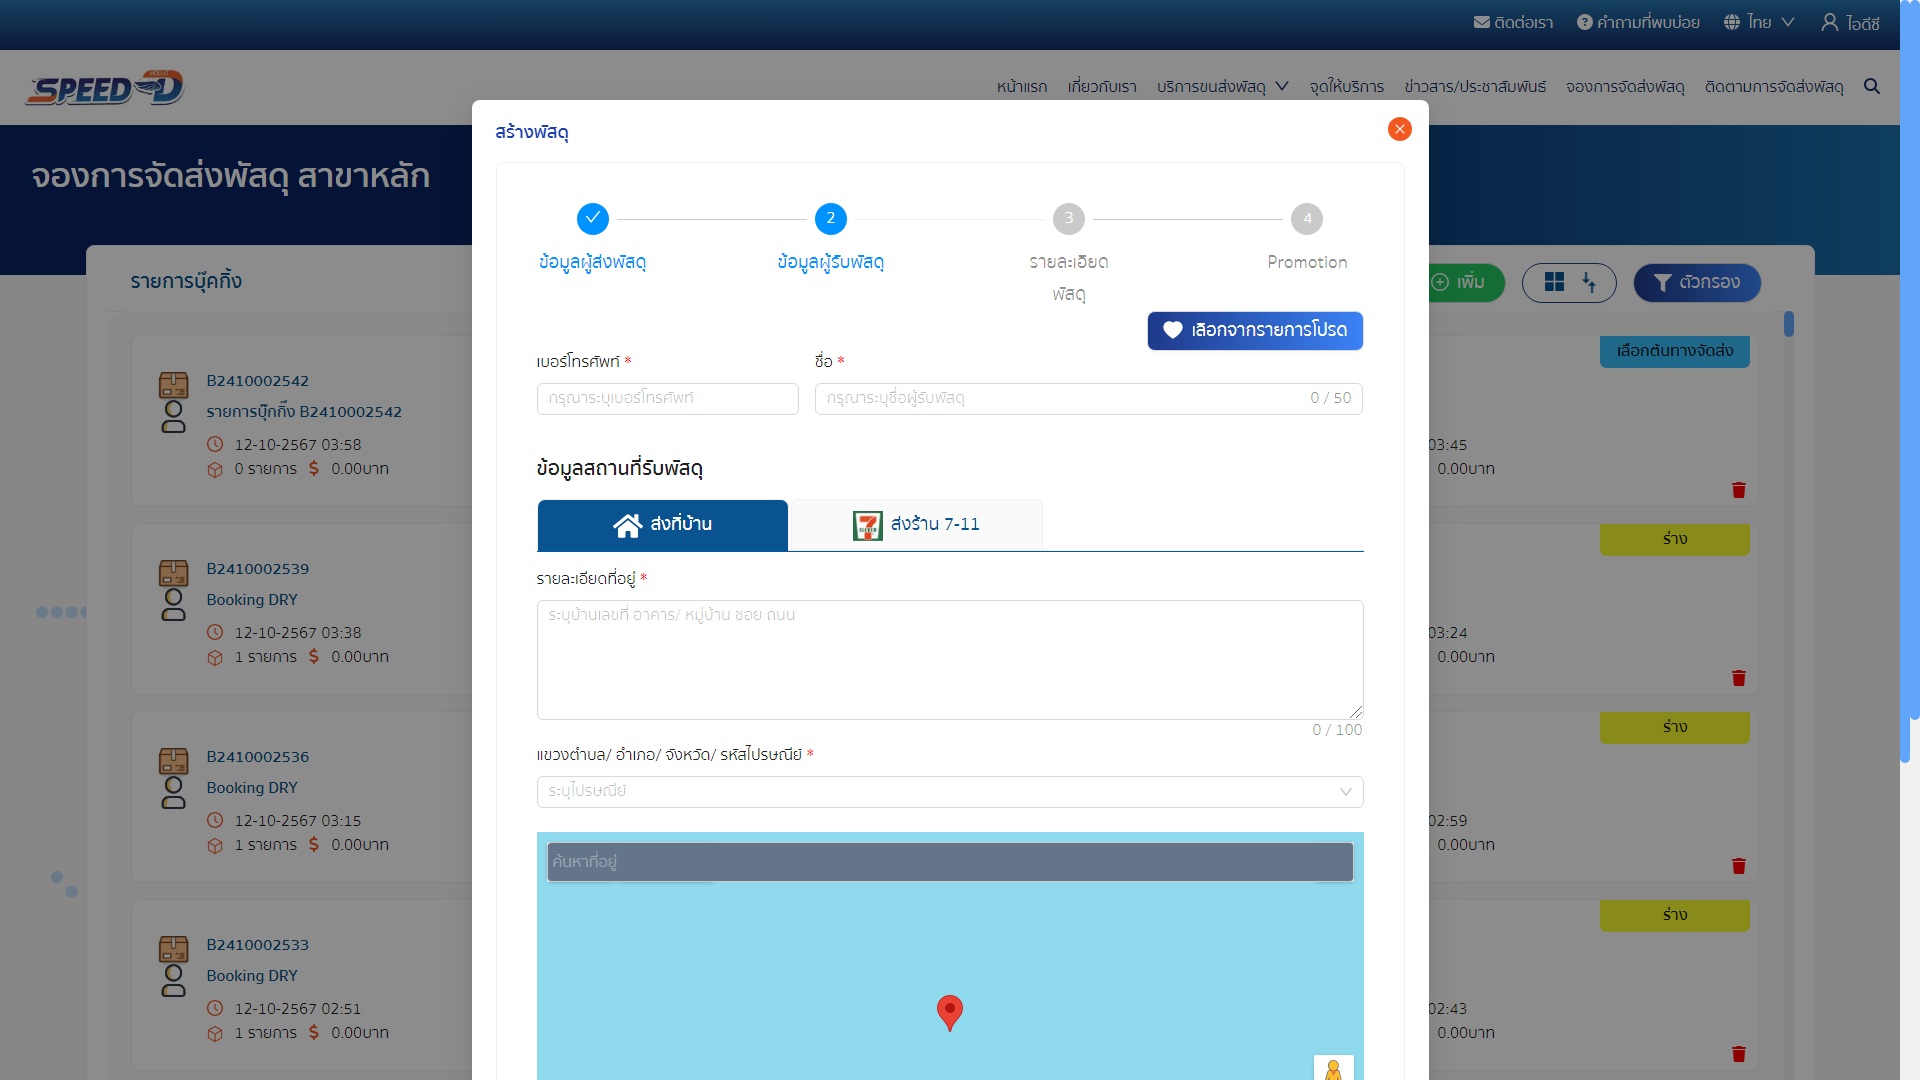 ติดต่อเรา คำถามที่พบบ่อย ไทย ไอดีซี
SPEED-D
หน้าแรก เกี่ยวกับเรา บริการขนส่งพัสดุ จุดให้บริการ ข่าวสาร/ประชาสัมพันธ์ จองการจัดส่งพัสดุ ติดตามการจัดส่งพัสดุ
จองการจัดส่งพัสดุ สาขาหลัก
รายการบุ๊คกิ้ง
เพิ่ม
ตัวกรอง
B2410002542
รายการบุ๊กกิ้ง B2410002542
12-10-2567 03:58
0 รายการ 0.00บาท
B2410002539
Booking DRY
12-10-2567 03:38
1 รายการ 0.00บาท
B2410002536
Booking DRY
12-10-2567 03:15
1 รายการ 0.00บาท
B2410002533
Booking DRY
12-10-2567 02:51
1 รายการ 0.00บาท
สร้างพัสดุ
2 3 4
ข้อมูลผู้ส่งพัสดุ ข้อมูลผู้รับพัสดุ รายละเอียด Promotion
พัสดุ
เลือกจากรายการโปรด
เบอร์โทรศัพท์ * ชื่อ *
กรุณาระบุเบอร์โทรศัพท์ กรุณาระบุชื่อผู้รับพัสดุ 0 / 50
ข้อมูลสถานที่รับพัสดุ
ส่งที่บ้าน ส่งร้าน 7-11
รายละเอียดที่อยู่ *
ระบุบ้านเลขที่ อาคาร/ หมู่บ้าน ซอย ถนน
0 / 100
แขวงตำบล/ อำเภอ/ จังหวัด/ รหัสไปรษณีย์ *
ระบุไปรษณีย์
ค้นหาที่อยู่
เลือกต้นทางจัดส่ง
03:45
0.00บาท
ร่าง
03:24
0.00บาท
ร่าง
02:59
0.00บาท
ร่าง
02:43
0.00บาท